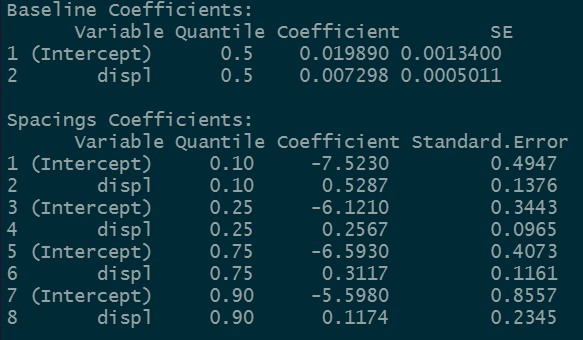 Baseline Coefficients:
Variable Quantile Coefficient SE
1 (Intercept) 0.5 0.019890 0.0013400
2 displ 0.5 0.007298 0.0005011
Spacings Coefficients:
Variable Quantile Coefficient Standard.Error
1 (Intercept) 0.10 -7.5230 0.4947
2 displ 0.10 0.5287 0.1376
3 (Intercept) 0.25 -6.1210 0.3443
4 displ 0.25 0.2567 0.0965
5 (Intercept) 0.75 -6.5930 0.4073
6 displ 0.75 0.3117 0.1161
7 (Intercept) 0.90 -5.5980 0.8557
8 displ 0.90 0.1174 0.2345